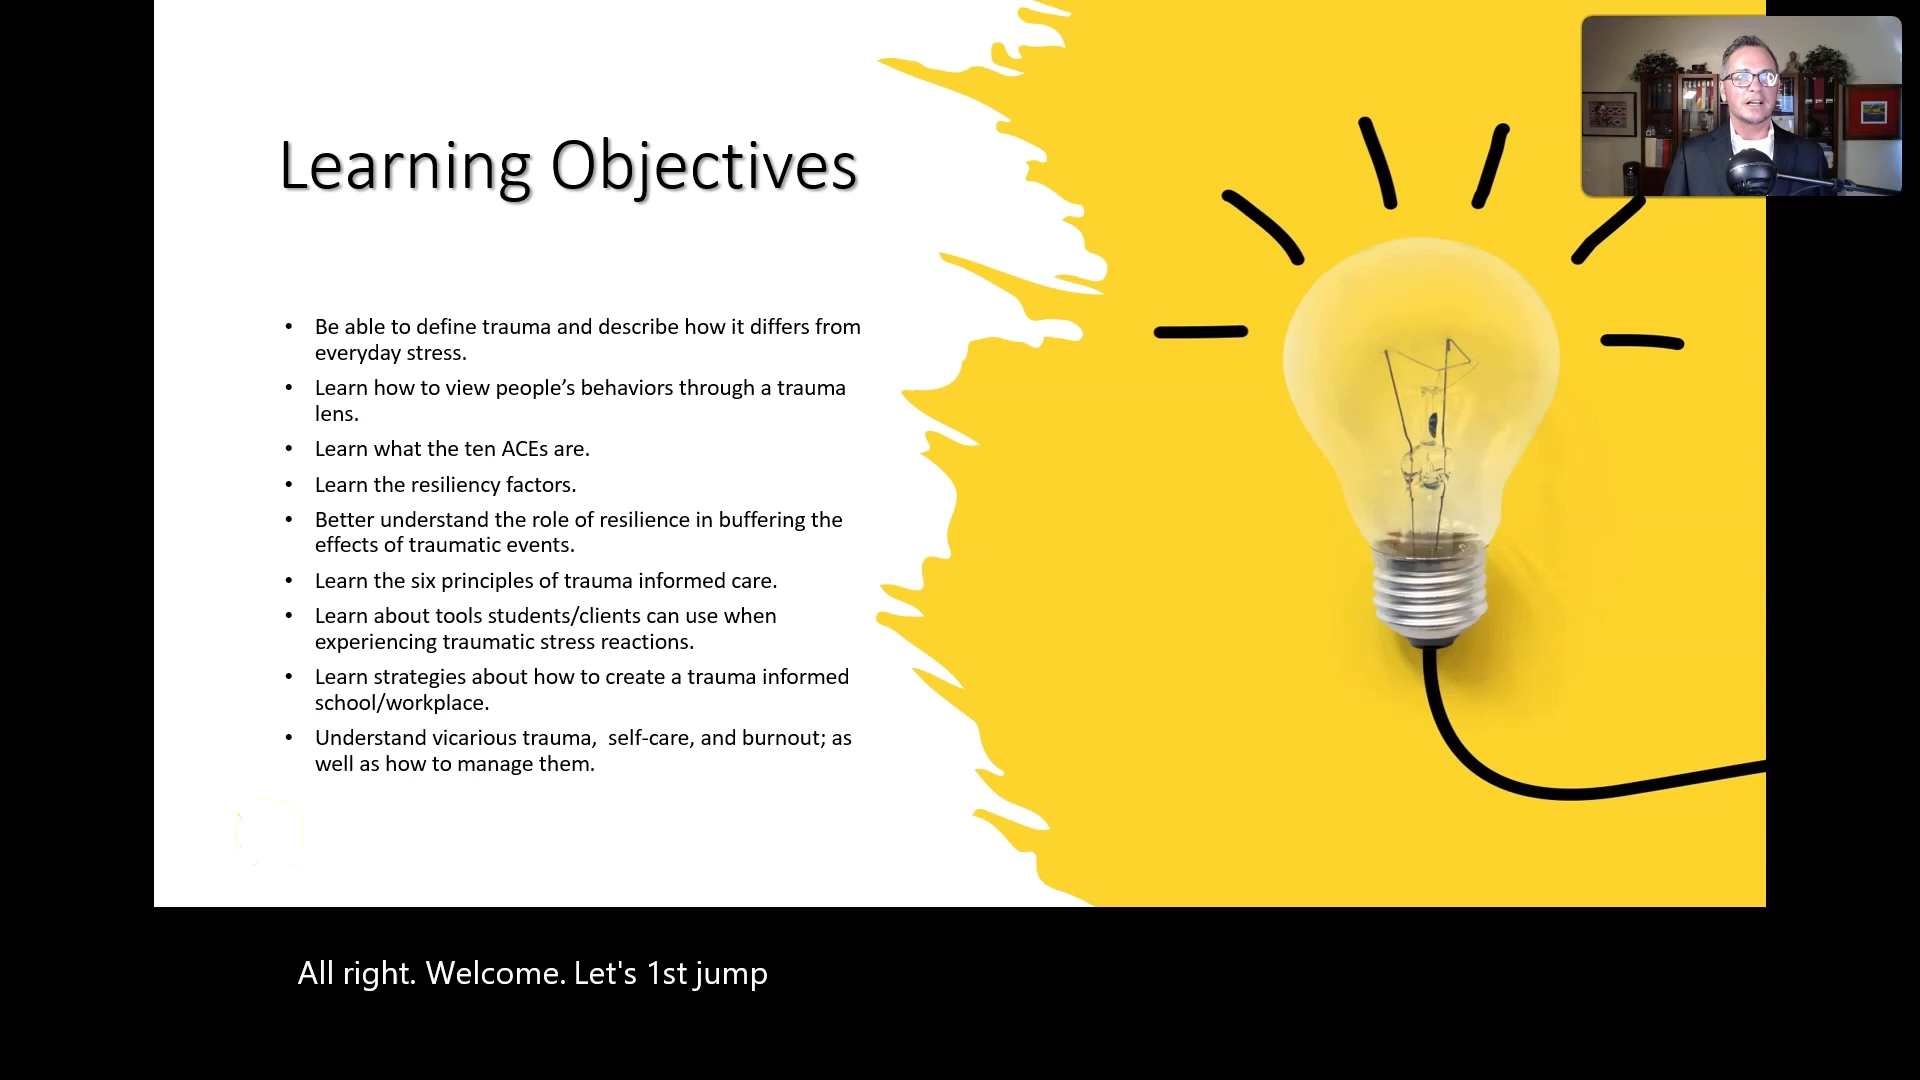 Learning Objectives
• Be able to define trauma and describe how it differs from
everyday stress.
• Learn how to view people’s behaviors through a trauma
lens.
• Learn what the ten ACEs are.
• Learn the resiliency factors.
• Better understand the role of resilience in buffering the
effects of traumatic events.
• Learn the six principles of trauma informed care.
• Learn about tools students/clients can use when
experiencing traumatic stress reactions.
• Learn strategies about how to create a trauma informed
school/workplace.
• Understand vicarious trauma,  self-care, and burnout; as
well as how to manage them.
All right. Welcome. Let's 1st jump